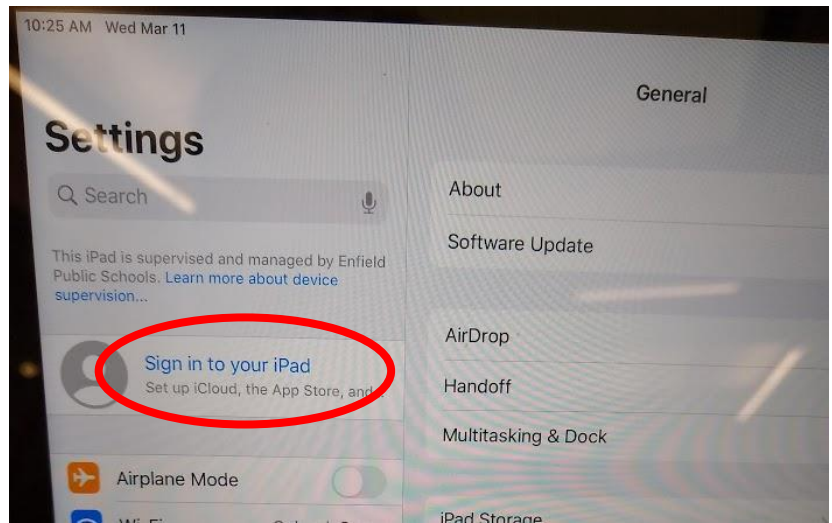 10:25 AM Wed Mar 11
Settings
Search
This iPad is supervised and managed by Enfield
Public Schools. Learn more about device
supervision...
Sign in to your iPad
Set up iCloud, the App Store, and...
Airplane Mode
General
About
Software Update
AirDrop
Handoff
Multitasking & Dock
iPad Storage